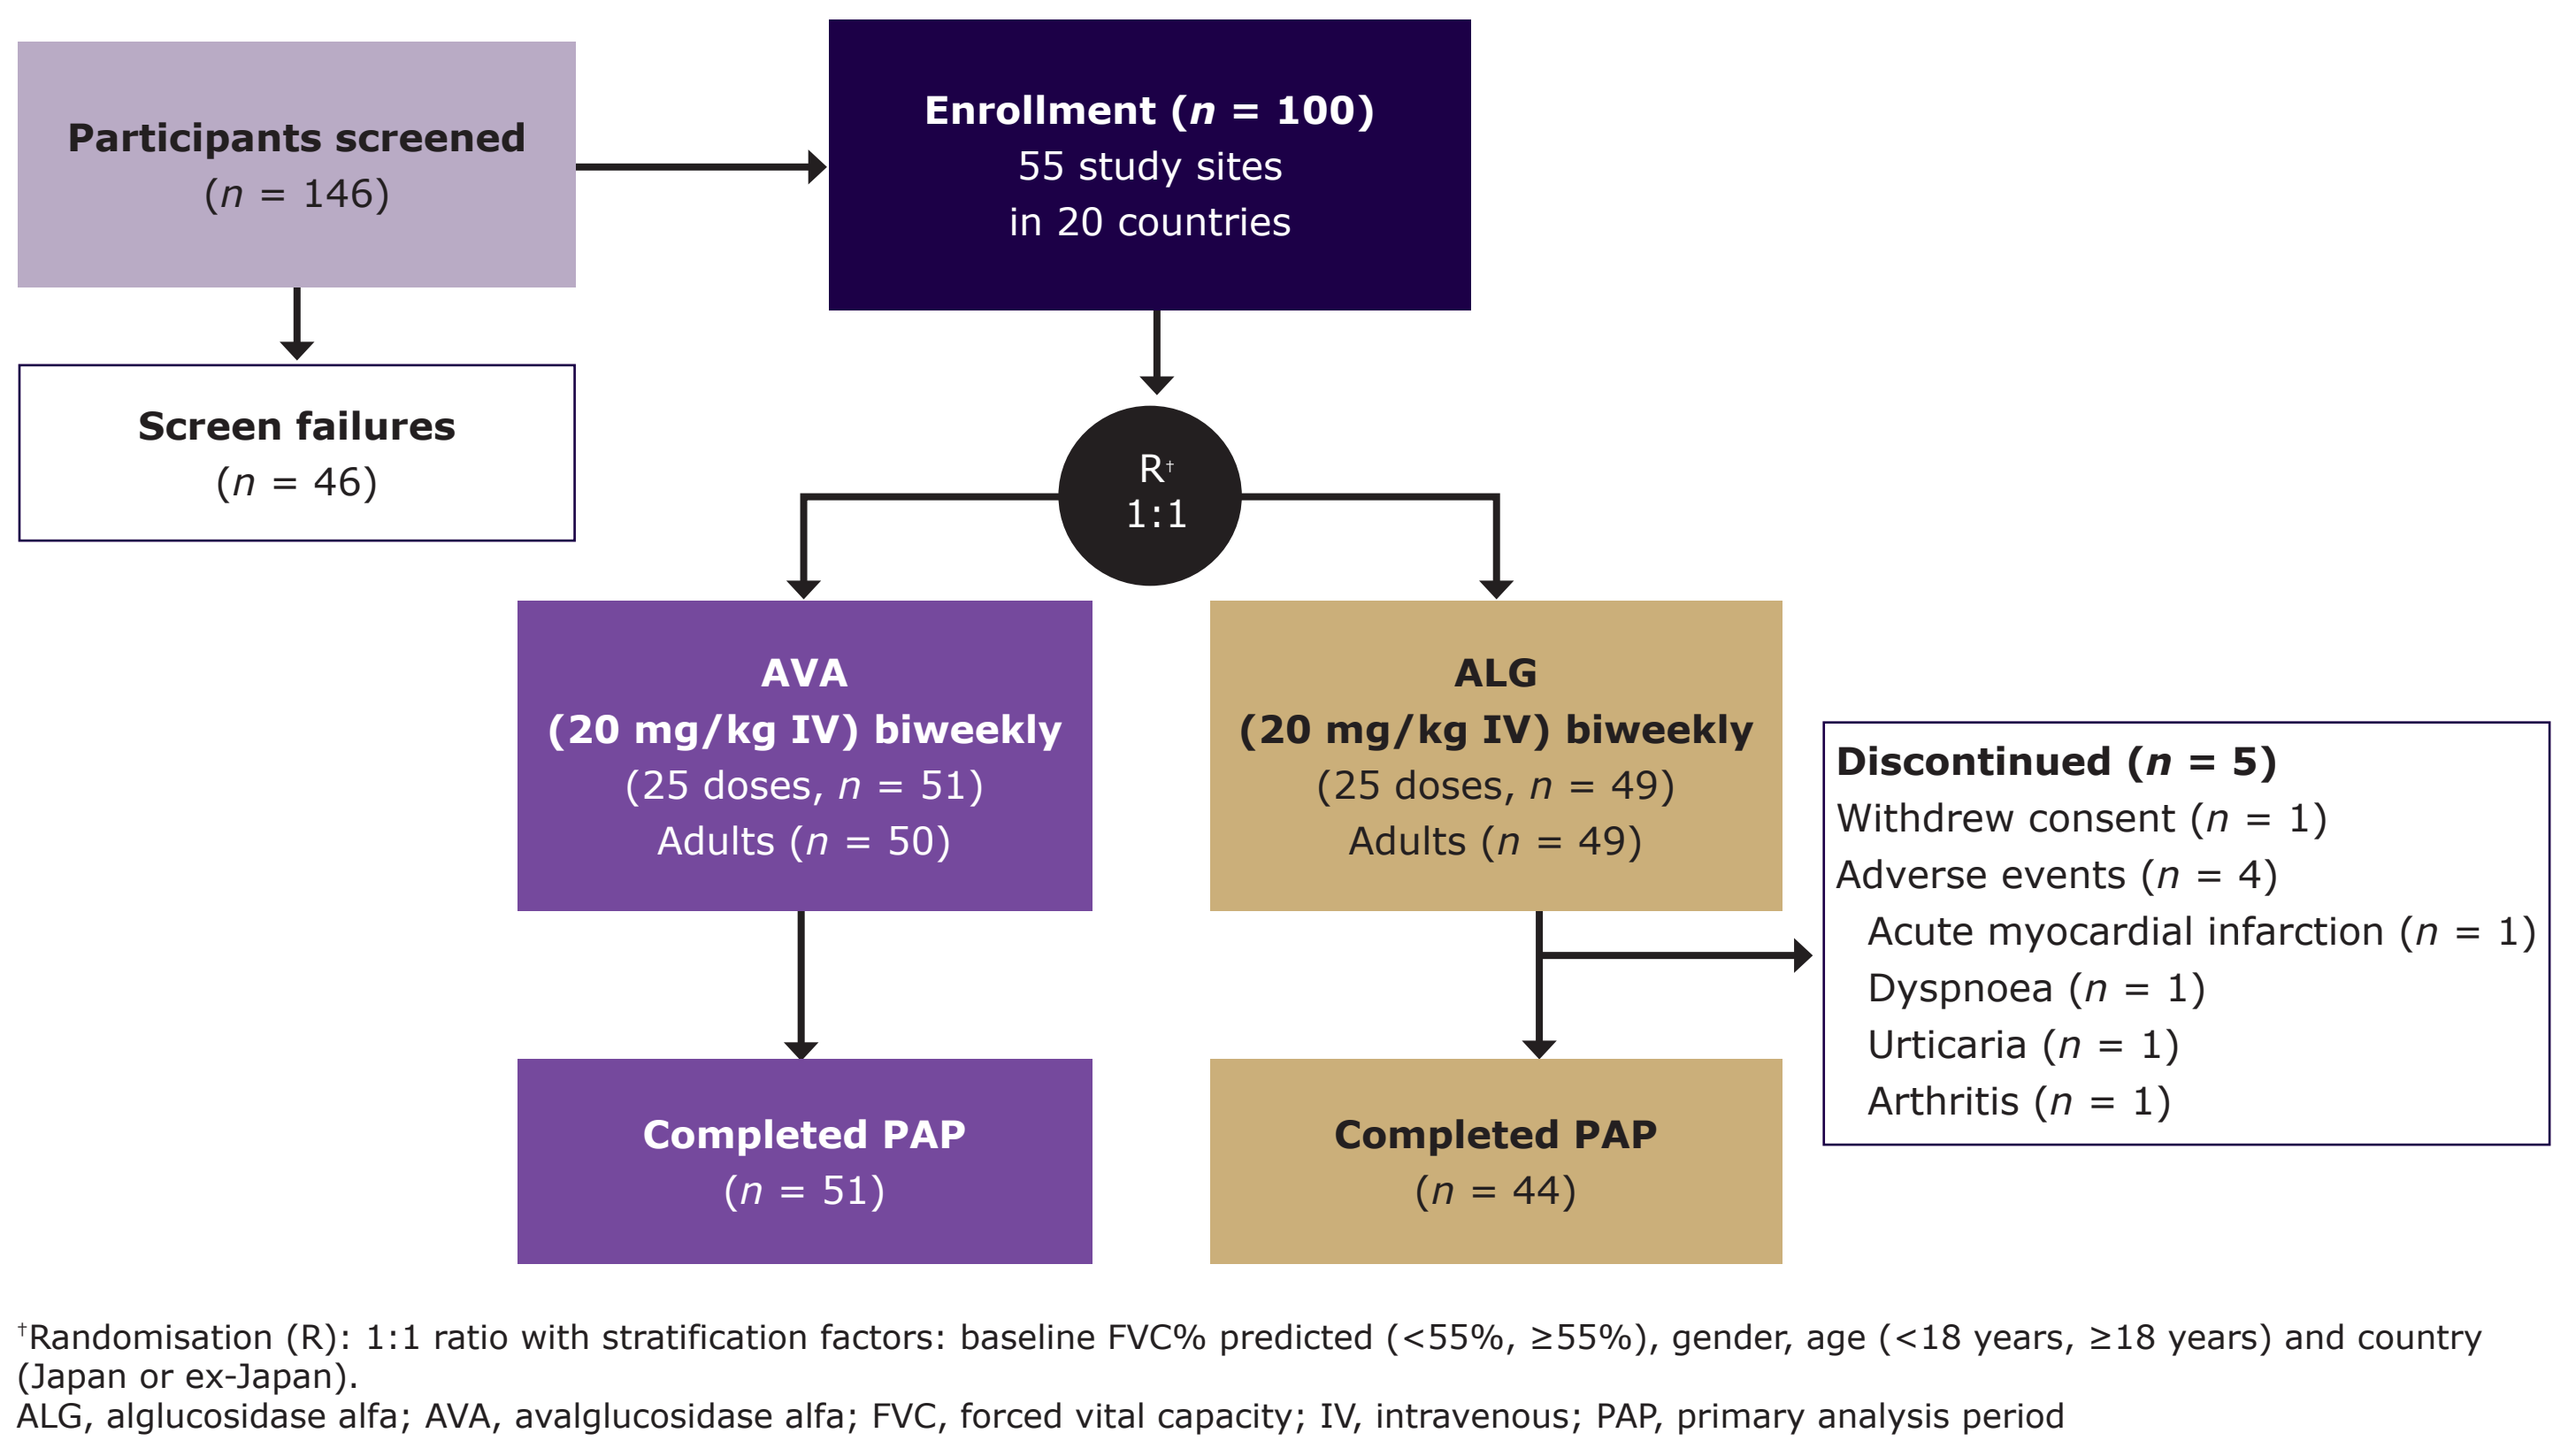 Participants screened
(n = 146)
Enrollment (n = 100)
55 study sites
in 20 countries
Screen failures
(n = 46)
R†
1:1
AVA
(20 mg/kg IV) biweekly
(25 doses, n = 51)
Adults (n = 50)
ALG
(20 mg/kg IV) biweekly
(25 doses, n = 49)
Adults (n = 49)
Discontinued (n = 5)
Withdrew consent (n = 1)
Adverse events (n = 4)
Acute myocardial infarction (n = 1)
Dyspnoea (n = 1)
Urticaria (n = 1)
Arthritis (n = 1)
Completed PAP
(n = 51)
Completed PAP
(n = 44)
†Randomisation (R): 1:1 ratio with stratification factors: baseline FVC% predicted (<55%, ≥55%), gender, age (<18 years, ≥18 years) and country
(Japan or ex-Japan).
ALG, alglucosidase alfa; AVA, avalglucosidase alfa; FVC, forced vital capacity; IV, intravenous; PAP, primary analysis period